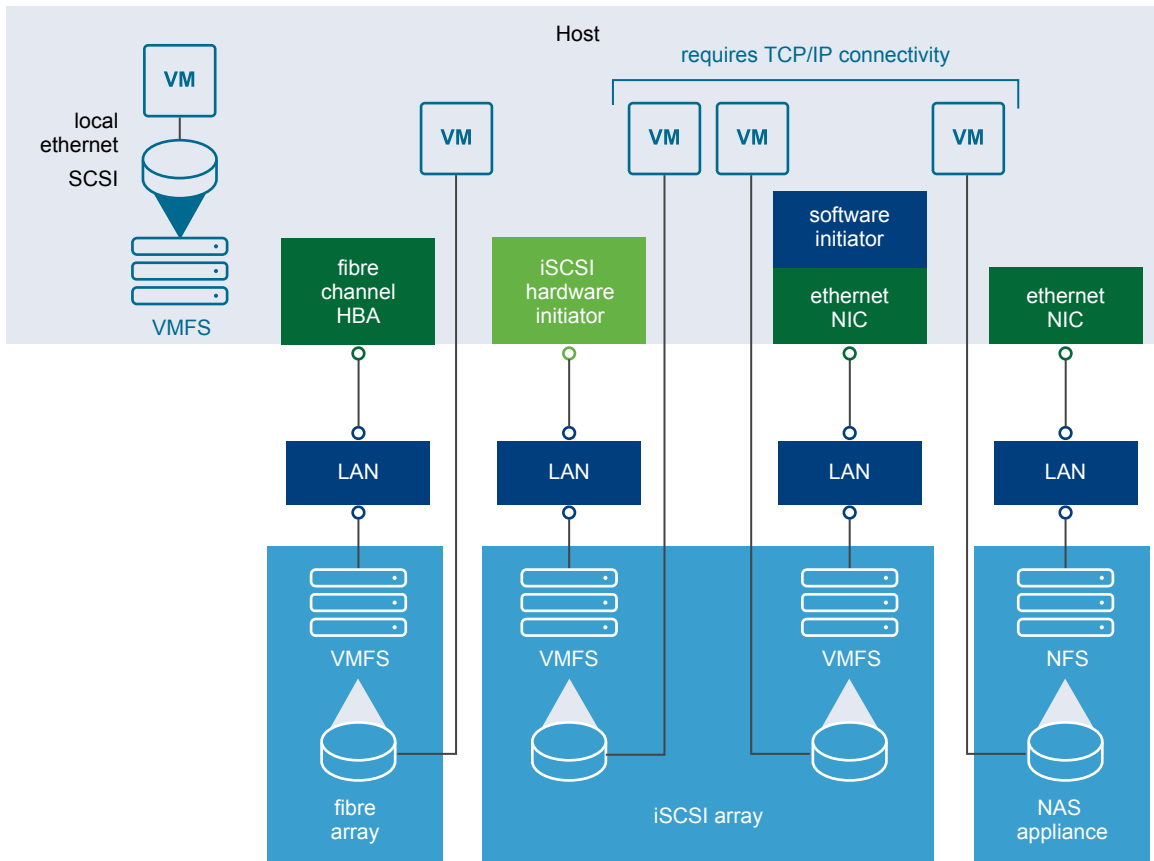 Host
requires TCP/IP connectivity
VM
local
ethernet
SCSI
VMFS
VM
VM
VM
VM
fibre
channel
HBA
iSCSI
hardware
initiator
software
initiator
ethernet
NIC
ethernet
NIC
LAN
LAN
LAN
LAN
VMFS
VMFS
VMFS
NFS
fibre
array
iSCSI array
NAS
appliance